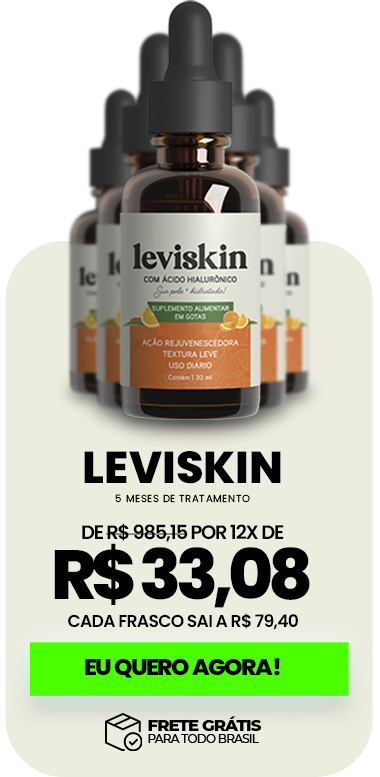 leviskin
COM ÁCIDO HIALURÔNICO
Sua pele + hidratada!
SUPLEMENTO ALIMENTAR
EM GOTAS
AÇÃO REJUVENESCEDORA
TEXTURA LEVE
USO DIÁRIO
Contém | 30 ml
LEVISKIN
5 MESES DE TRATAMENTO
DE R$ 985,15 POR 12X DE
R$ 33,08
CADA FRASCO SAI A R$ 79,40
EU QUERO AGORA!
FRETE GRÁTIS
PARA TODO BRASIL